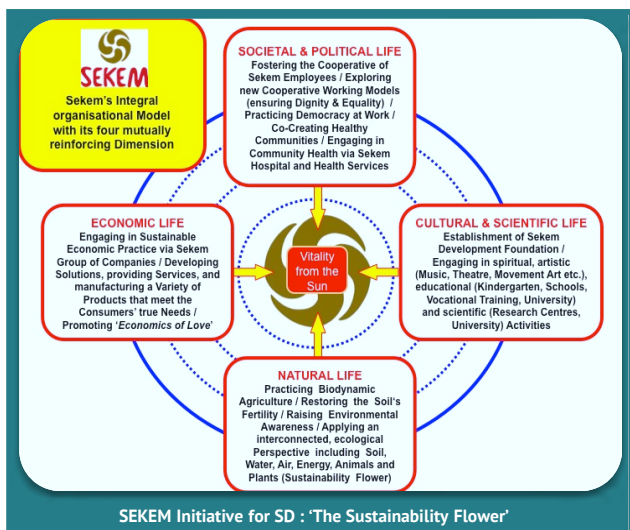 SEKEM
Sekem's Integral
organisational Model
with its four mutually
reinforcing Dimension
SOCIETAL & POLITICAL LIFE
Fostering the Cooperative of
Sekem Employees / Exploring
new Cooperative Working Models
(ensuring Dignity & Equality) /
Practicing Democracy at Work /
Co-Creating Healthy
Communities / Engaging in
Community Health via Sekem
Hospital and Health Services
ECONOMIC LIFE
Engaging in Sustainable
Economic Practice via Sekem
Group of Companies / Developing
Solutions, providing Services, and
manufacturing a Variety of
Products that meet the
Consumers' true Needs /
Promoting 'Economics of Love'
Vitality
from the
Sun
CULTURAL & SCIENTIFIC LIFE
Establishment of Sekem
Development Foundation /
Engaging in spiritual, artistic
(Music, Theatre, Movement Art etc.),
educational (Kindergarten, Schools,
Vocational Training, University)
and scientific (Research Centres,
University) Activities
NATURAL LIFE
Practicing Biodynamic
Agriculture / Restoring the Soil's
Fertility / Raising Environmental
Awareness / Applying an
interconnected, ecological
Perspective including Soil,
Water, Air, Energy, Animals and
Plants (Sustainability Flower)
SEKEM Initiative for SD : 'The Sustainability Flower'